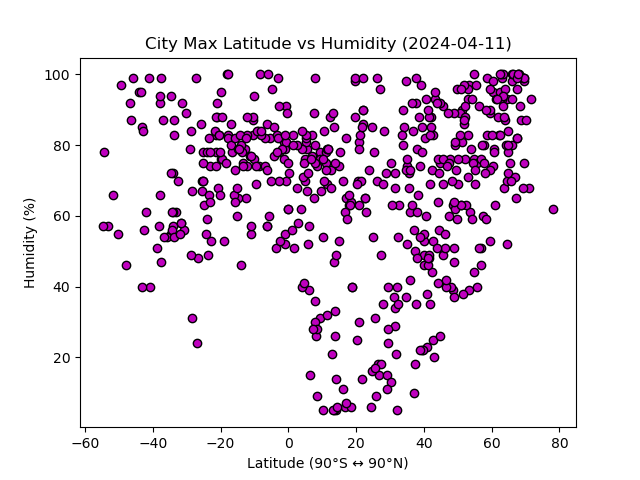 City Max Latitude vs Humidity (2024-04-11)
Humidity (%)
100
80
60
40
20
−60 −40 −20 0 20 40 60 80
Latitude (90°S ↔ 90°N)